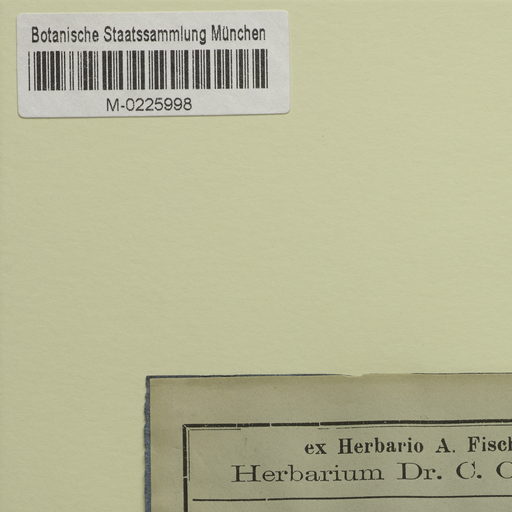 Botanische Staatssammlung München
M-0225998
ex Herbario A. Fisch
Herbarium Dr. C. C